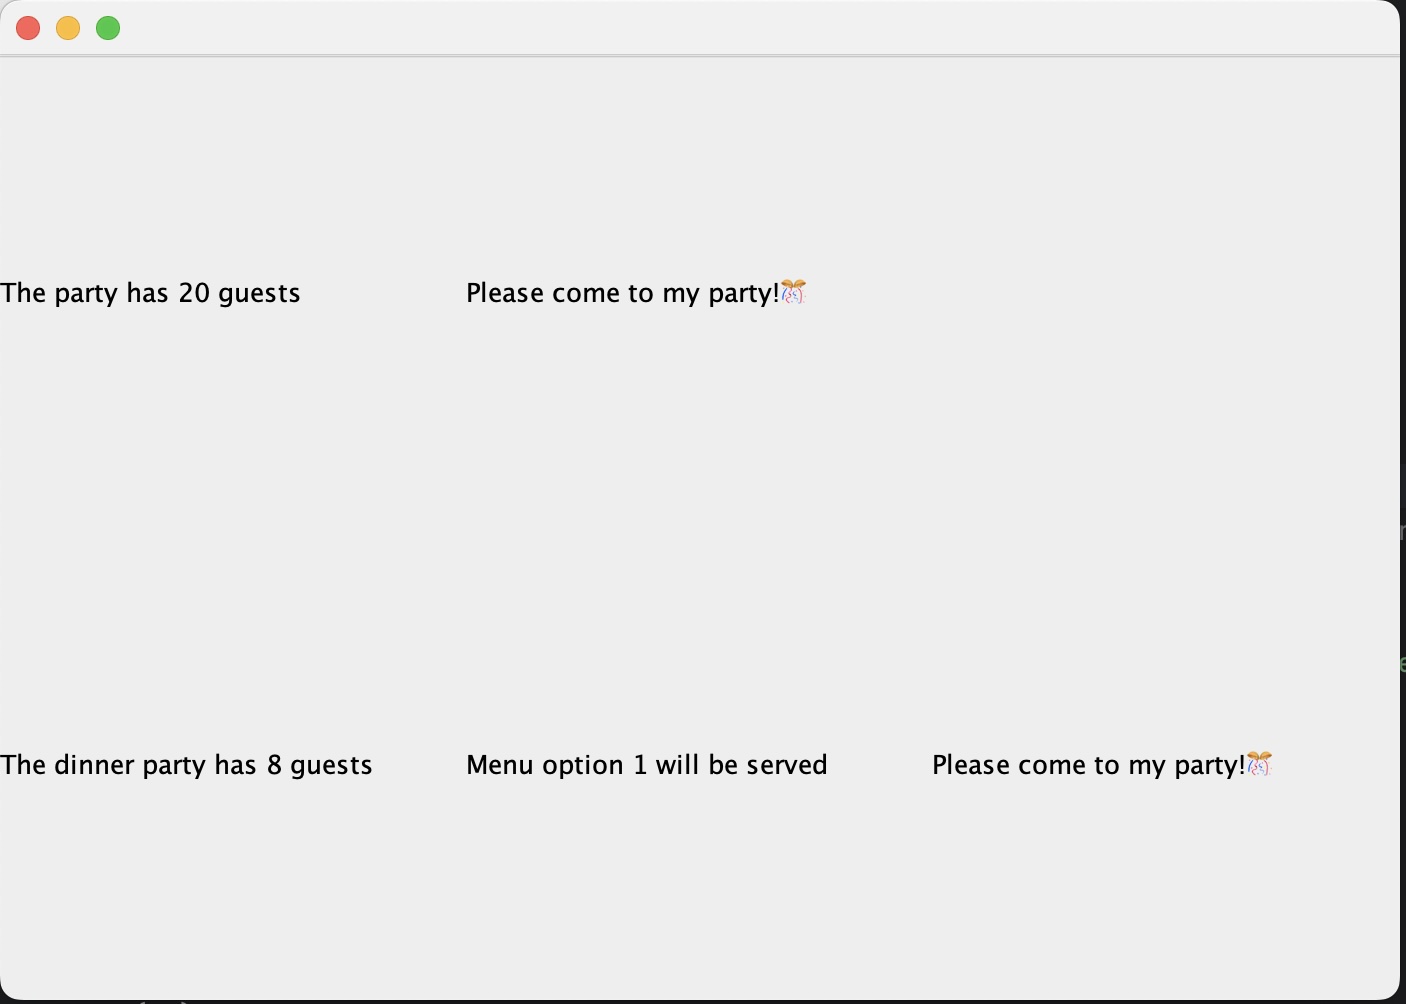 The party has 20 guests Please come to my party!🎊
The dinner party has 8 guests Menu option 1 will be served Please come to my party!🎊